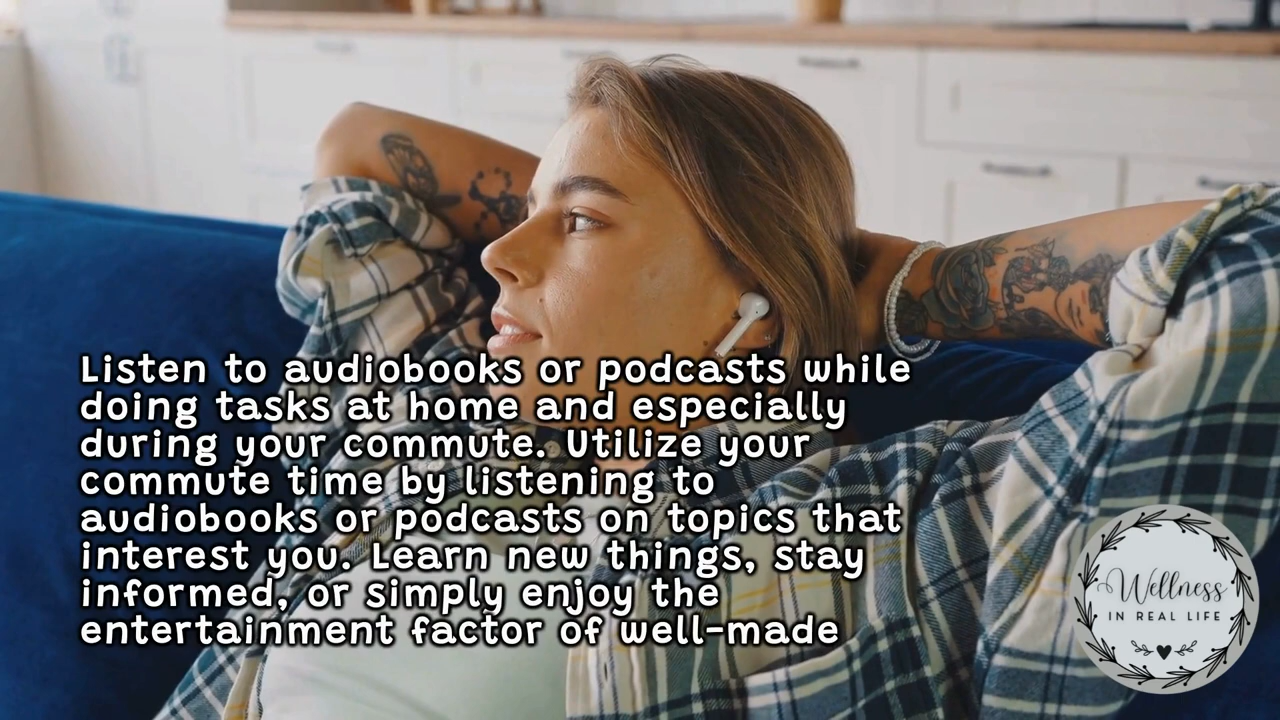 Listen to audiobooks or podcasts while
doing tasks at home and especially
during your commute. Utilize your
commute time by listening to
audiobooks or podcasts on topics that
interest you. Learn new things, stay
informed, or simply enjoy the
entertainment factor of well-made
Wellness
IN REAL LIFE